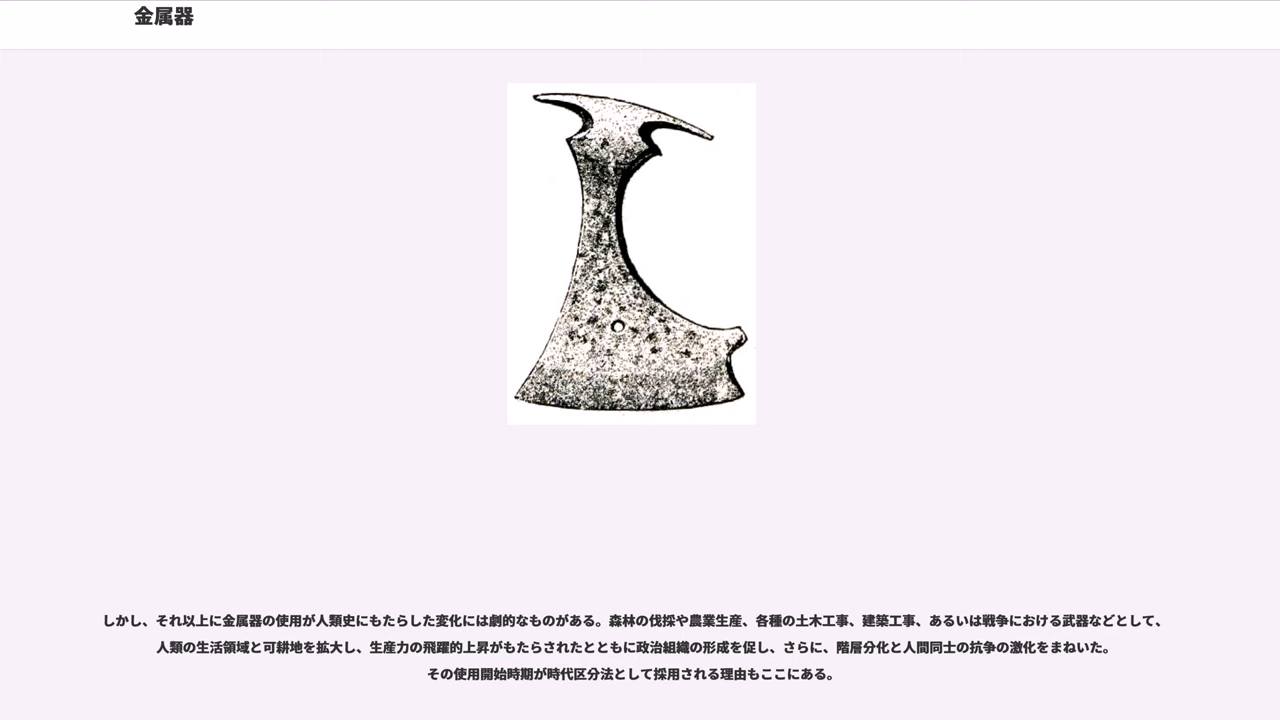 金属器
しかし、それ以上に金属器の使用が人類史にもたらした変化には劇的なものがある。森林の伐採や農業生産、各種の土木工事、建築工事、あるいは戦争における武器などとして、
人類の生活領域と可耕地を拡大し、生産力の飛躍的上昇がもたらされたとともに政治組織の形成を促し、さらに、階層分化と人間同士の抗争の激化をまねいた。
その使用開始時期が時代区分法として採用される理由もここにある。